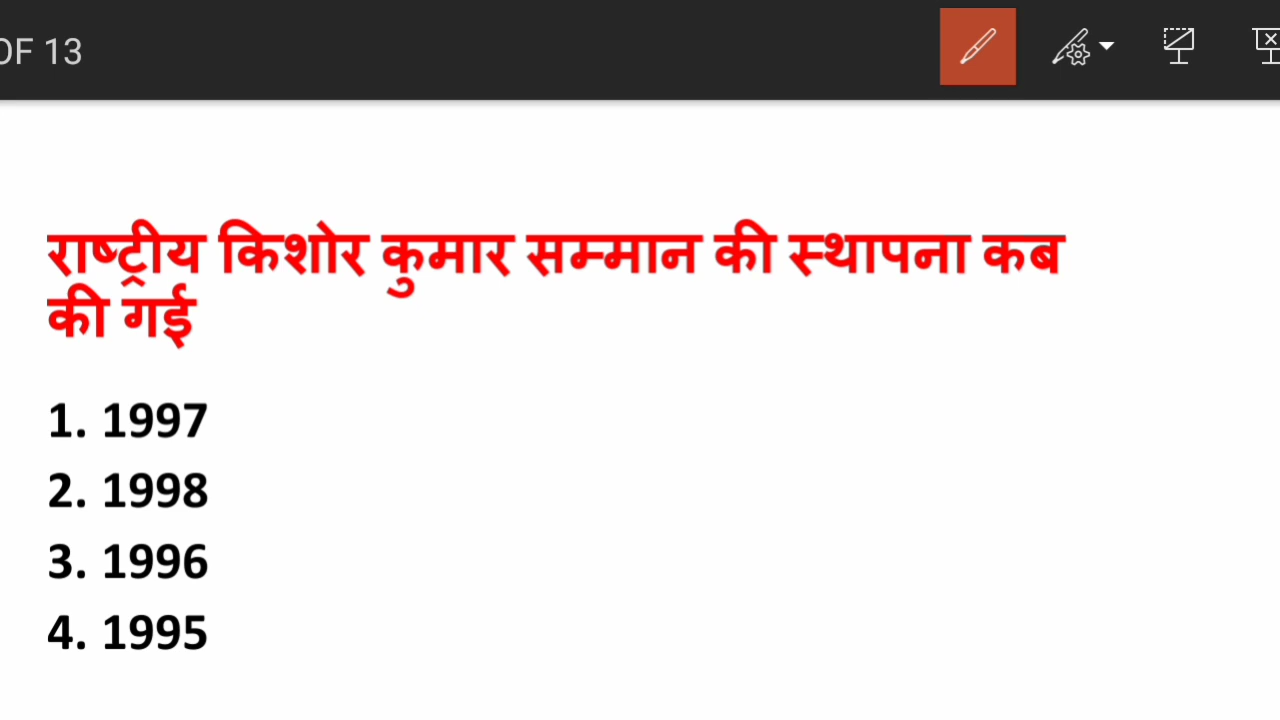 OF 13
राष्ट्रीय किशोर कुमार सम्मान की स्थापना कब
की गई
1. 1997
2. 1998
3. 1996
4. 1995